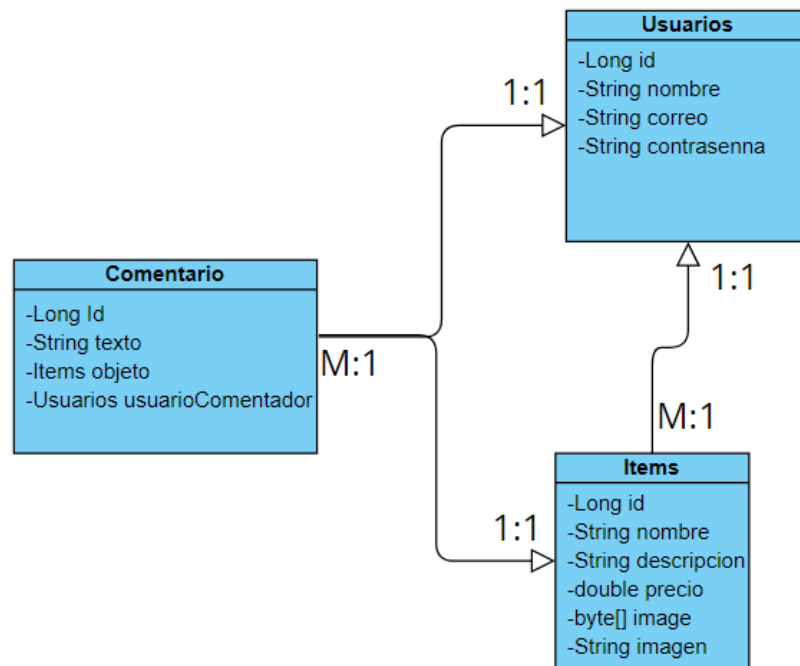 Usuarios
-Long id
-String nombre
-String correo
-String contrasenna
1:1
1:1
Comentario
-Long Id
-String texto
-Items objeto
-Usuarios usuarioComentador
M:1
M:1
1:1
Items
-Long id
-String nombre
-String descripcion
-double precio
-byte[] image
-String imagen